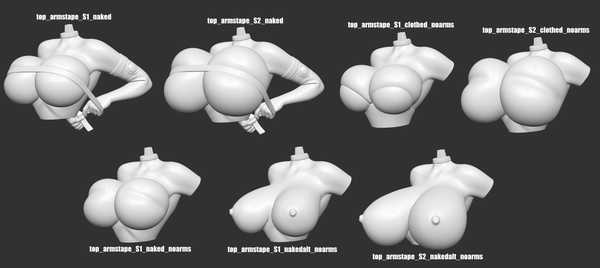 top_armstape_S1_naked
top_armstape_S2_naked
top_armstape_S1_clothed_noarms
top_armstape_S2_clothed_noarms
top_armstape_S1_naked_noarms
top_armstape_S1_nakedalt_noarms
top_armstape_S2_nakedalt_noarms